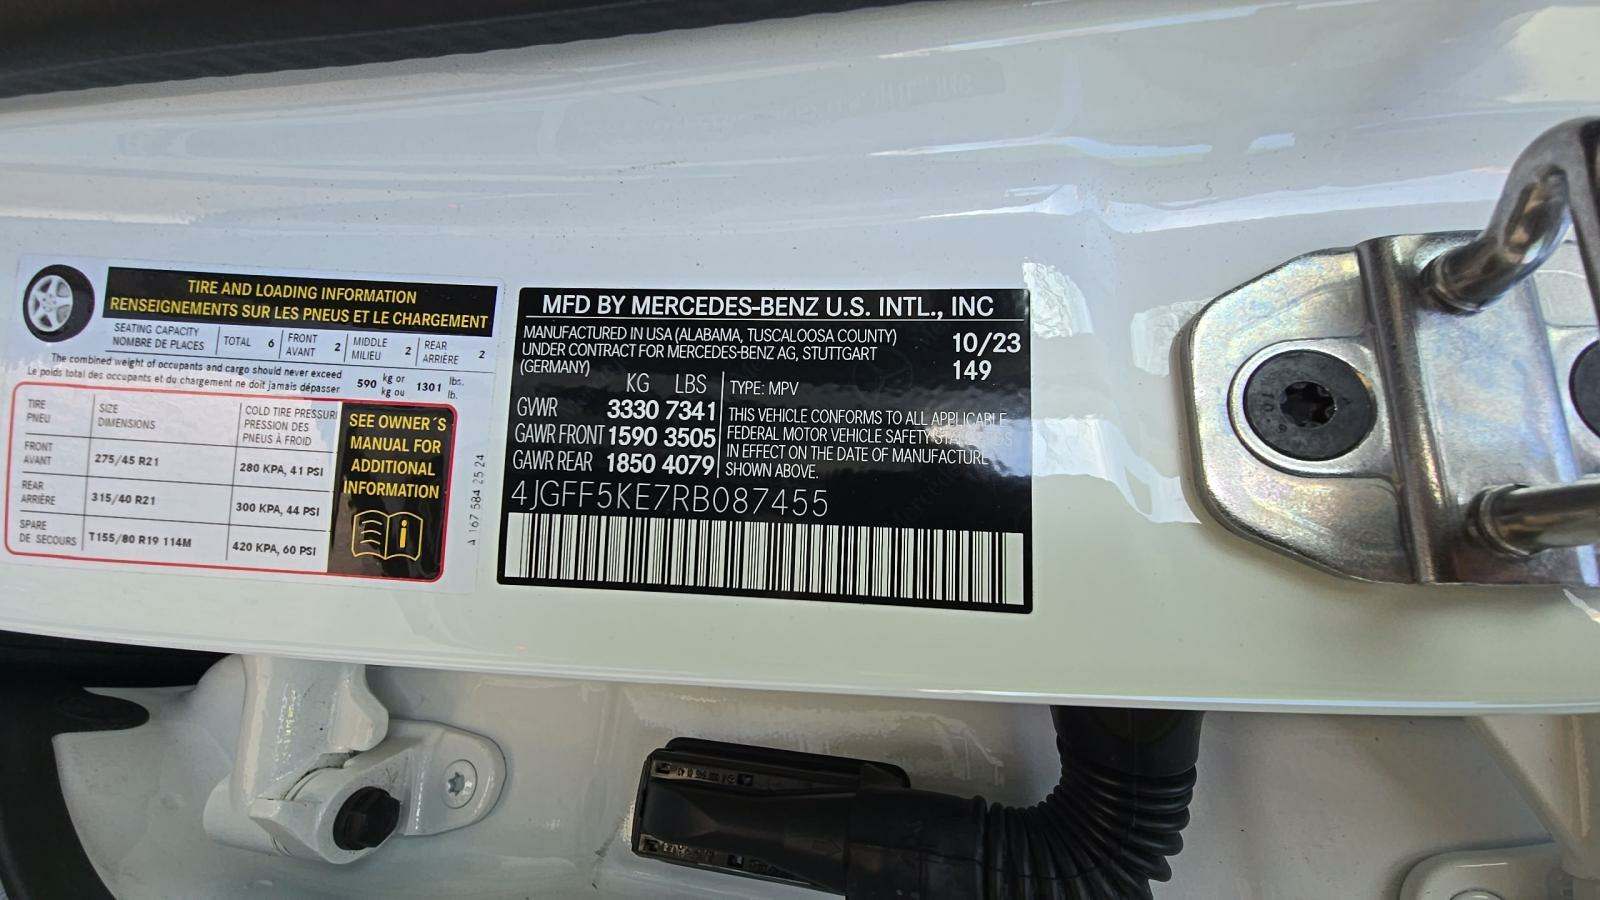 TIRE AND LOADING INFORMATION
RENSEIGNEMENTS SUR LES PNEUS ET LE CHARGEMENT
SEATING CAPACITY
NOMBRE DE PLACES
TOTAL 6
FRONT
AVANT 2
MIDDLE
MILIEU 2
REAR
ARRIÈRE 2
The combined weight of occupants and cargo should never exceed
Le poids total des occupants et du chargement ne doit jamais dépasser
590 kg or 1301 lbs.
kg ou lb.
TIRE
PNEU
SIZE
DIMENSIONS
COLD TIRE PRESSURE
PRESSION DES
PNEUS À FROID
FRONT
AVANT
275/45 R21
280 KPA, 41 PSI
REAR
ARRIÈRE
315/40 R21
300 KPA, 44 PSI
SPARE
DE SECOURS
T155/80 R19 114M
420 KPA, 60 PSI
SEE OWNER´S
MANUAL FOR
ADDITIONAL
INFORMATION
A 167 584 25 24
MFD BY MERCEDES-BENZ U.S. INTL., INC
MANUFACTURED IN USA (ALABAMA, TUSCALOOSA COUNTY)
UNDER CONTRACT FOR MERCEDES-BENZ AG, STUTTGART
(GERMANY)
10/23
149
KG LBS
GVWR 3330 7341
GAWR FRONT 1590 3505
GAWR REAR 1850 4079
TYPE: MPV
THIS VEHICLE CONFORMS TO ALL APPLICABLE
FEDERAL MOTOR VEHICLE SAFETY STANDARDS
IN EFFECT ON THE DATE OF MANUFACTURE
SHOWN ABOVE.
4JGFF5KE7RB087455